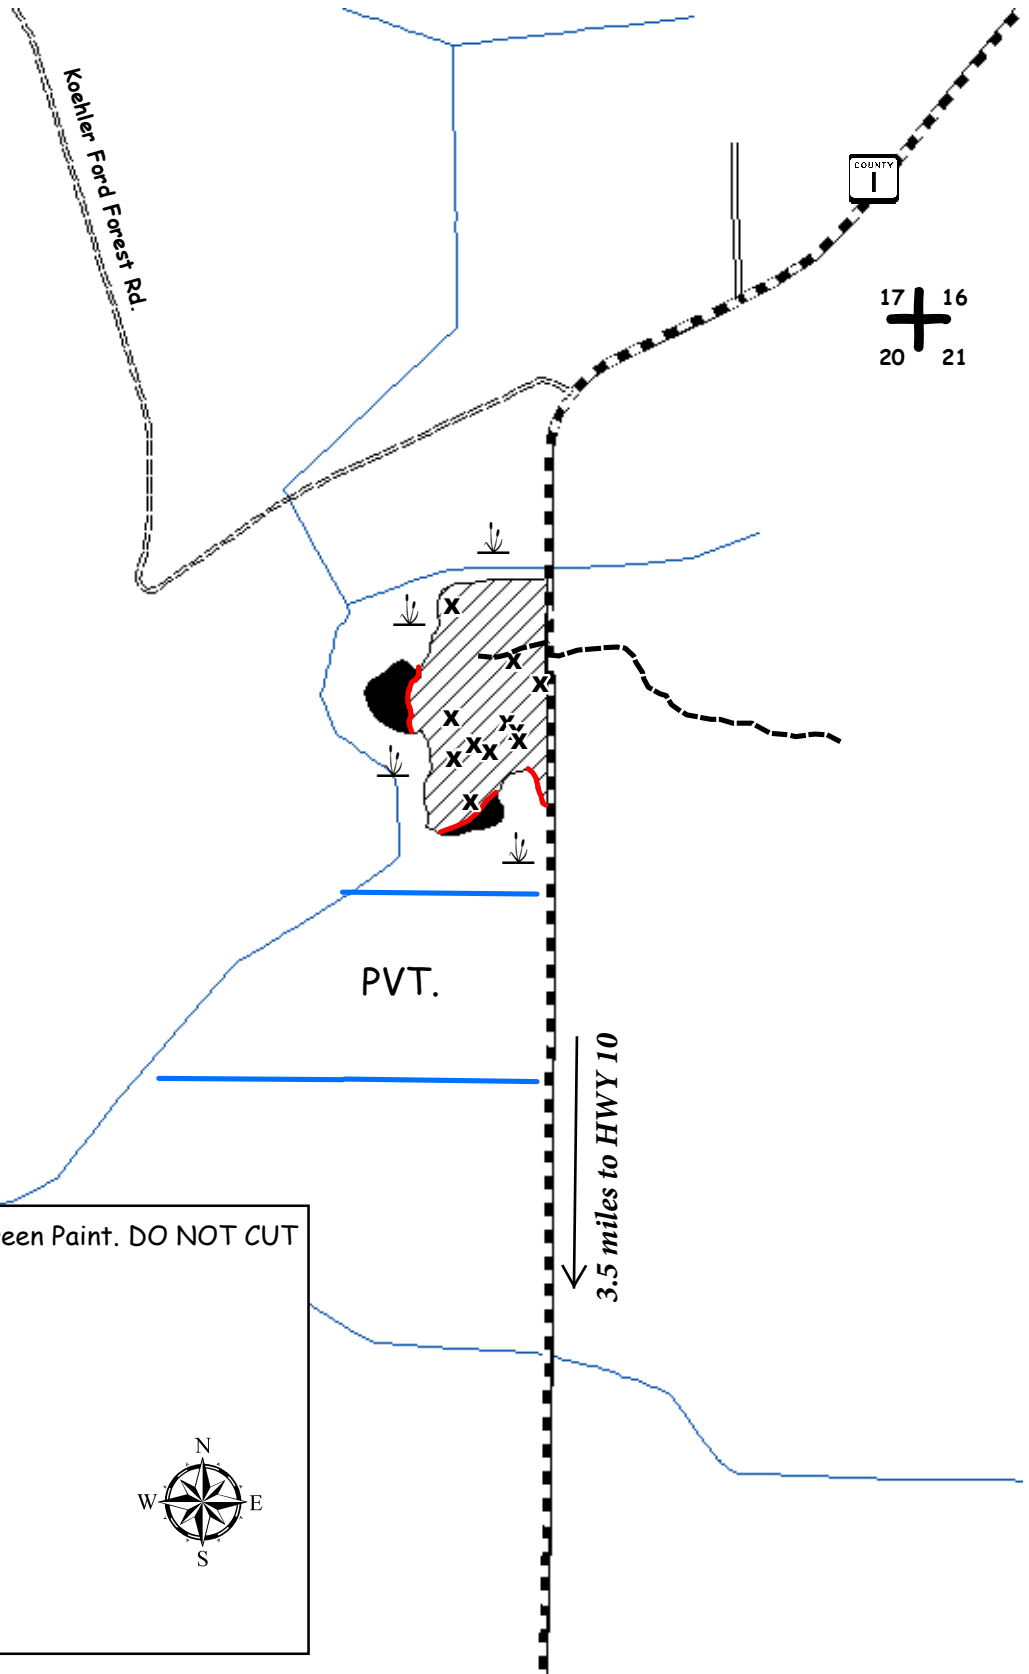 Koehler Ford Forest Rd.
COUNTY
I
17 16
20 21
X
X
X
X
X
X
X
X
X
X
X
PVT.
3.5 miles to HWY 10
een Paint. DO NOT CUT
N
W E
S